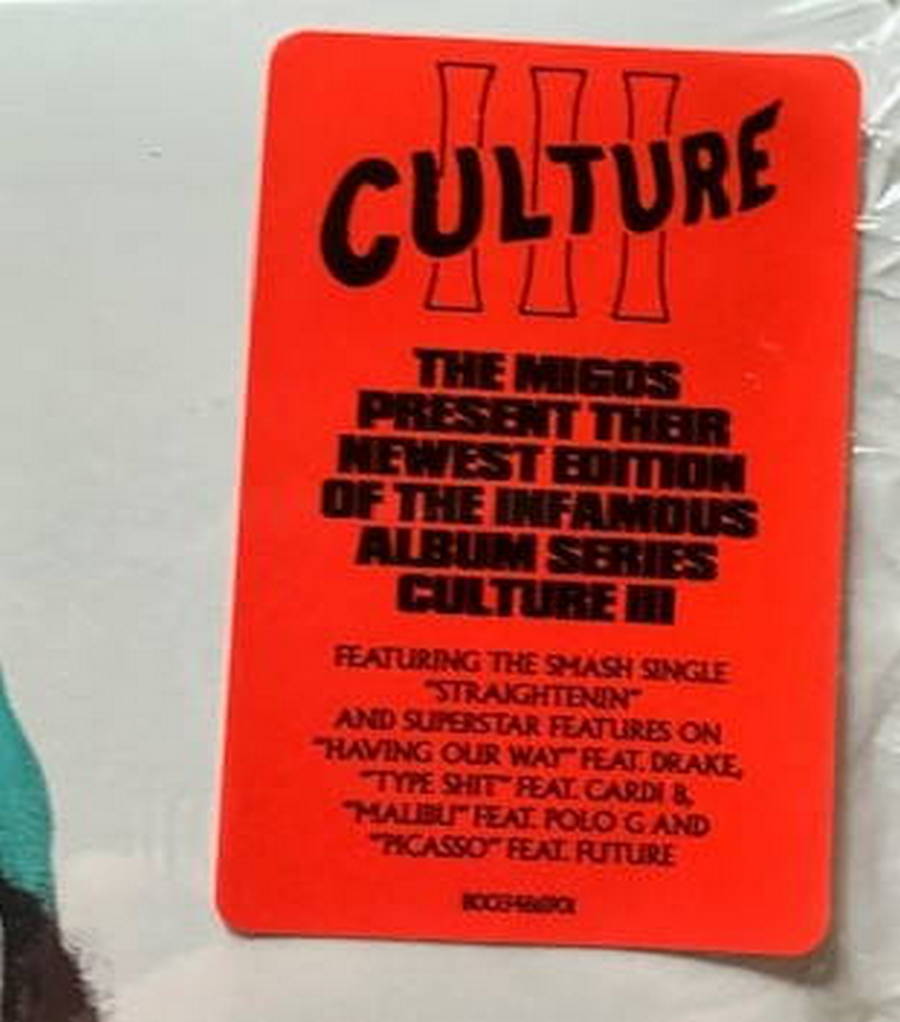 CULTURE
III
THE MIGOS
PRESENT THEIR
NEWEST EDITION
OF THE INFAMOUS
ALBUM SERIES
CULTURE III
FEATURING THE SMASH SINGLE
"STRAIGHTENIN"
AND SUPERSTAR FEATURES ON
"HAVING OUR WAY" FEAT. DRAKE,
"TYPE SHIT" FEAT. CARDI B,
"MALIBU" FEAT. POLO G AND
"PICASSO" FEAT. FUTURE